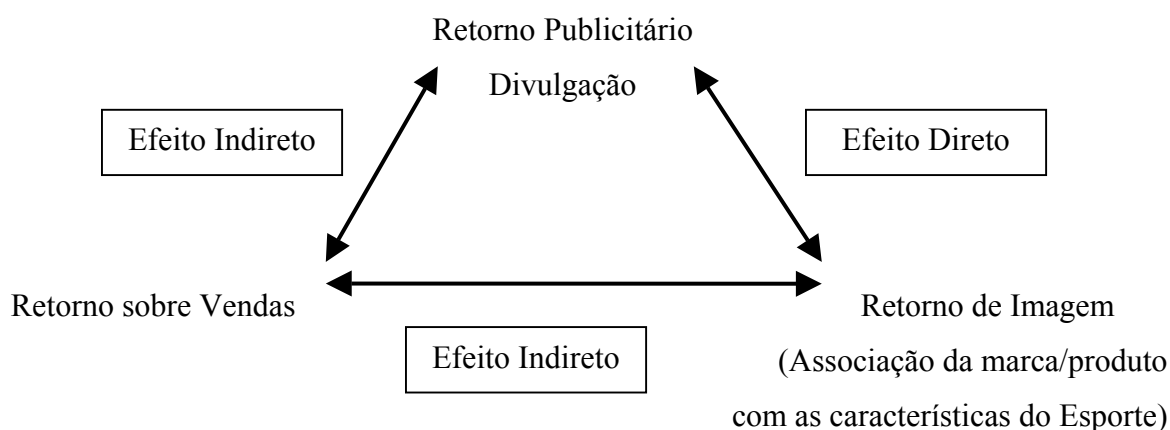 Retorno Publicitário
Divulgação
Efeito Indireto
Efeito Direto
Retorno sobre Vendas
Efeito Indireto
Retorno de Imagem
(Associação da marca/produto
com as características do Esporte)